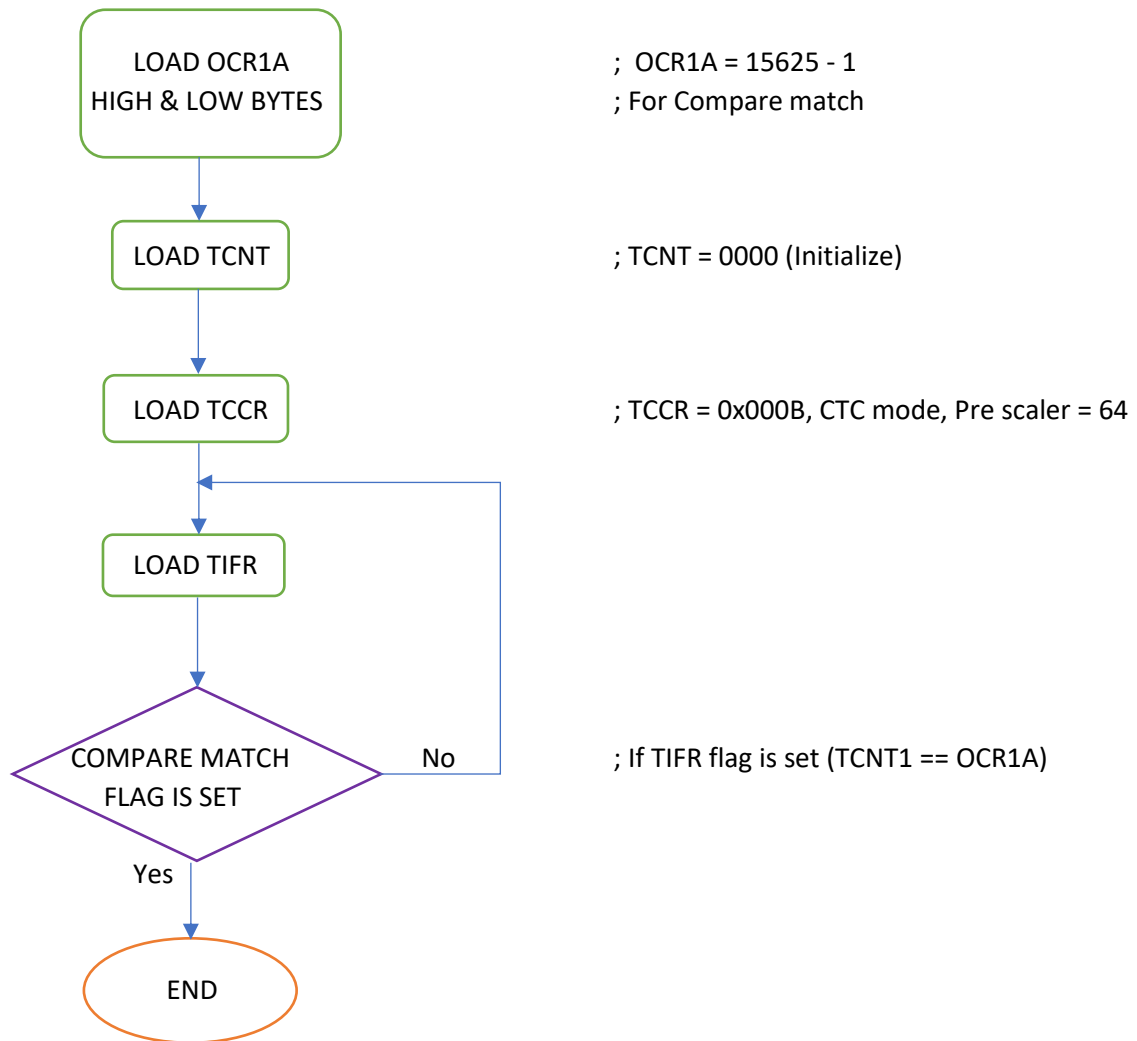 LOAD OCR1A
HIGH & LOW BYTES
; OCR1A = 15625 - 1
; For Compare match
LOAD TCNT
; TCNT = 0000 (Initialize)
LOAD TCCR
; TCCR = 0x000B, CTC mode, Pre scaler = 64
LOAD TIFR
COMPARE MATCH
FLAG IS SET
No
; If TIFR flag is set (TCNT1 == OCR1A)
Yes
END